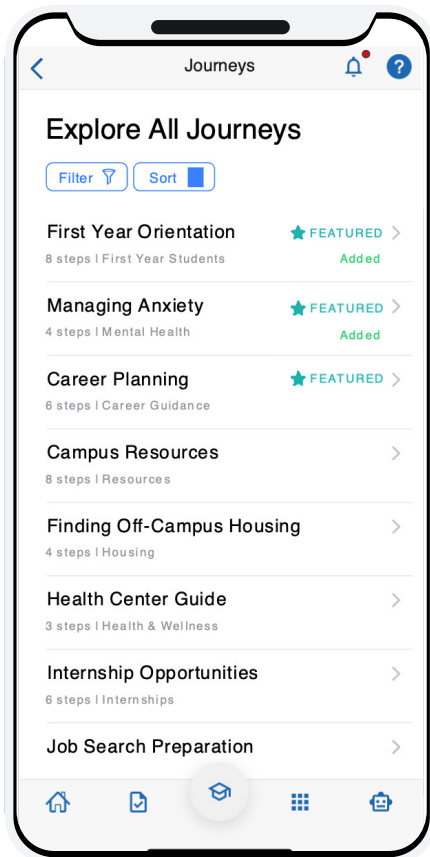 Journeys
?
Explore All Journeys
Filter
Sort
First Year Orientation
FEATURED
8 steps | First Year Students
Added
Managing Anxiety
FEATURED
4 steps | Mental Health
Added
Career Planning
FEATURED
6 steps | Career Guidance
Campus Resources
8 steps | Resources
Finding Off-Campus Housing
4 steps | Housing
Health Center Guide
3 steps | Health & Wellness
Internship Opportunities
6 steps | Internships
Job Search Preparation